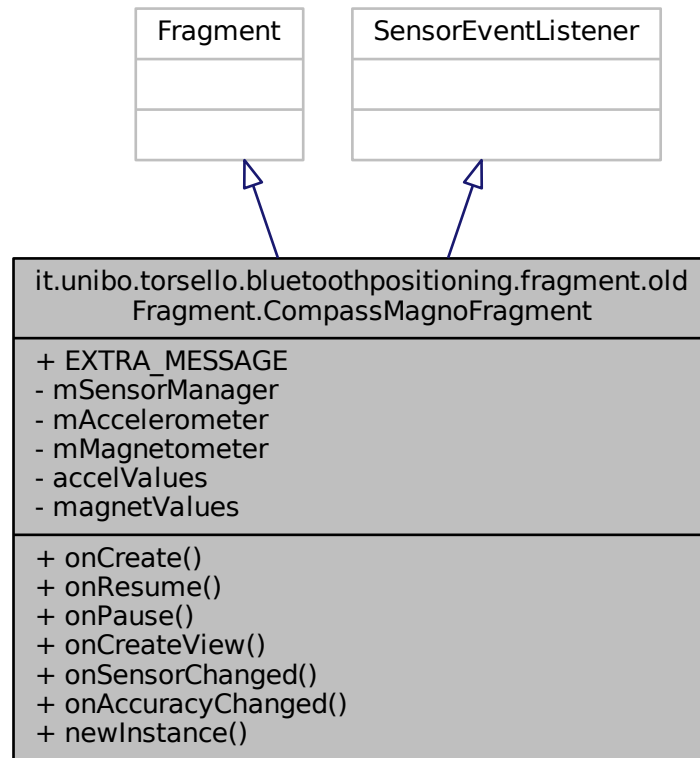 Fragment
SensorEventListener
it.unibo.torsello.bluetoothpositioning.fragment.old
Fragment.CompassMagnoFragment
+ EXTRA_MESSAGE
- mSensorManager
- mAccelerometer
- mMagnetometer
- accelValues
- magnetValues
+ onCreate()
+ onResume()
+ onPause()
+ onCreateView()
+ onSensorChanged()
+ onAccuracyChanged()
+ newInstance()